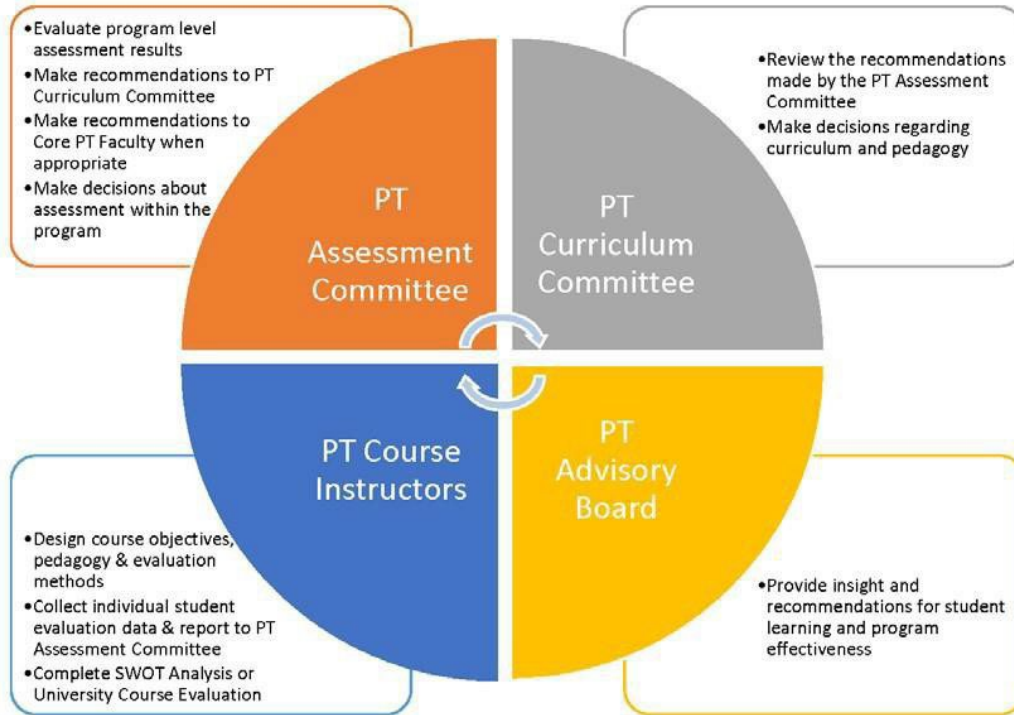 •Evaluate program level
assessment results
•Make recommendations to PT
Curriculum Committee
•Make recommendations to
Core PT Faculty when
appropriate
•Make decisions about
assessment within the
program
PT
Assessment
Committee
•Review the recommendations
made by the PT Assessment
Committee
•Make decisions regarding
curriculum and pedagogy
PT
Curriculum
Committee
PT Course
Instructors
•Design course objectives,
pedagogy & evaluation
methods
•Collect individual student
evaluation data & report to PT
Assessment Committee
•Complete SWOT Analysis or
University Course Evaluation
PT
Advisory
Board
•Provide insight and
recommendations for student
learning and program
effectiveness